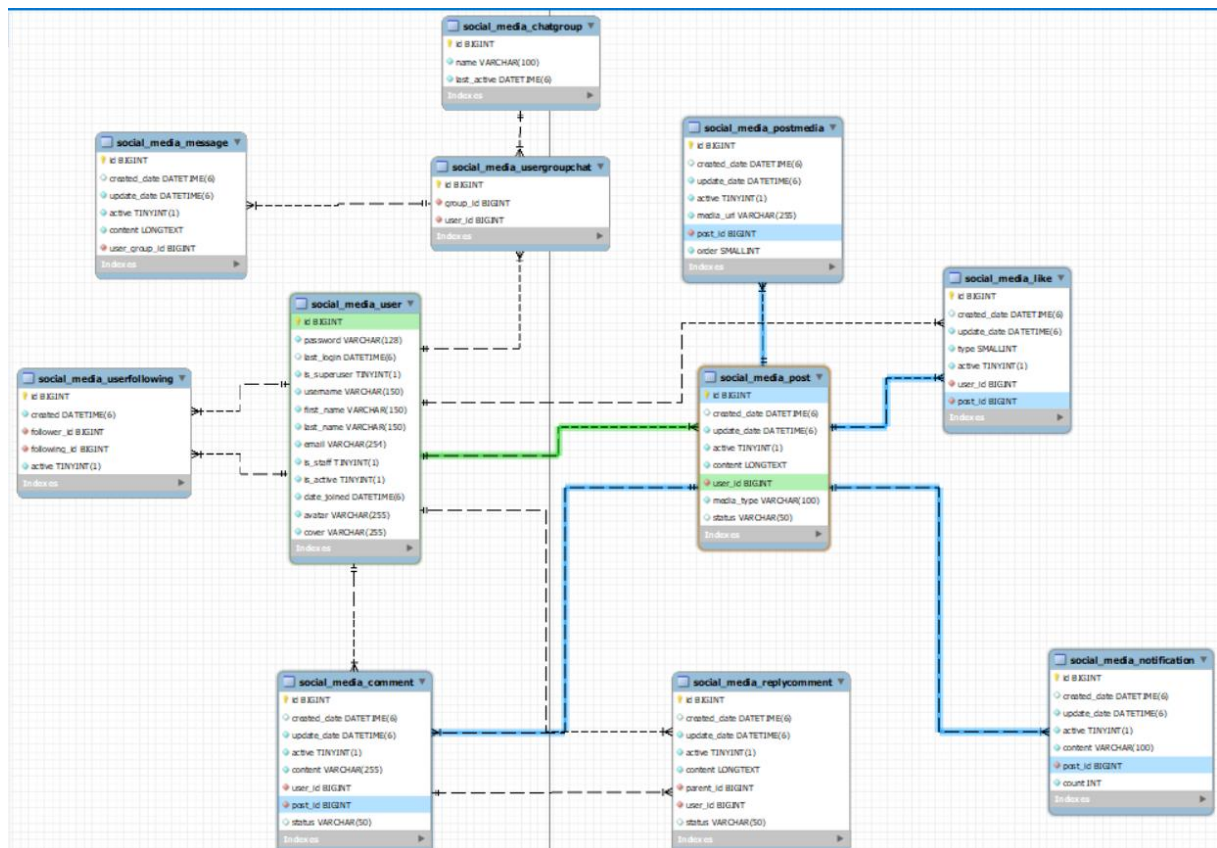 social_media_chatgroup
id BIGINT
name VARCHAR(100)
last_active DATETIME(6)
Indexes
social_media_message
id BIGINT
created_date DATETIME(6)
update_date DATETIME(6)
active TINYINT(1)
content LONGTEXT
user_group_id BIGINT
Indexes
social_media_usergroupchat
id BIGINT
group_id BIGINT
user_id BIGINT
Indexes
social_media_postmedia
id BIGINT
created_date DATETIME(6)
update_date DATETIME(6)
active TINYINT(1)
media_url VARCHAR(255)
post_id BIGINT
order SMALLINT
Indexes
social_media_like
id BIGINT
created_date DATETIME(6)
update_date DATETIME(6)
type SMALLINT
active TINYINT(1)
user_id BIGINT
post_id BIGINT
Indexes
social_media_user
id BIGINT
password VARCHAR(128)
last_login DATETIME(6)
is_superuser TINYINT(1)
username VARCHAR(150)
first_name VARCHAR(150)
last_name VARCHAR(150)
email VARCHAR(254)
is_staff TINYINT(1)
is_active TINYINT(1)
date_joined DATETIME(6)
avatar VARCHAR(255)
cover VARCHAR(255)
Indexes
social_media_userfollowing
id BIGINT
created DATETIME(6)
follower_id BIGINT
following_id BIGINT
active TINYINT(1)
Indexes
social_media_post
id BIGINT
created_date DATETIME(6)
update_date DATETIME(6)
active TINYINT(1)
content LONGTEXT
user_id BIGINT
media_type VARCHAR(100)
status VARCHAR(50)
Indexes
social_media_comment
id BIGINT
created_date DATETIME(6)
update_date DATETIME(6)
active TINYINT(1)
content VARCHAR(255)
user_id BIGINT
post_id BIGINT
status VARCHAR(50)
Indexes
social_media_replycomment
id BIGINT
created_date DATETIME(6)
update_date DATETIME(6)
active TINYINT(1)
content LONGTEXT
parent_id BIGINT
user_id BIGINT
status VARCHAR(50)
Indexes
social_media_notification
id BIGINT
created_date DATETIME(6)
update_date DATETIME(6)
active TINYINT(1)
content VARCHAR(100)
post_id BIGINT
count INT
Indexes